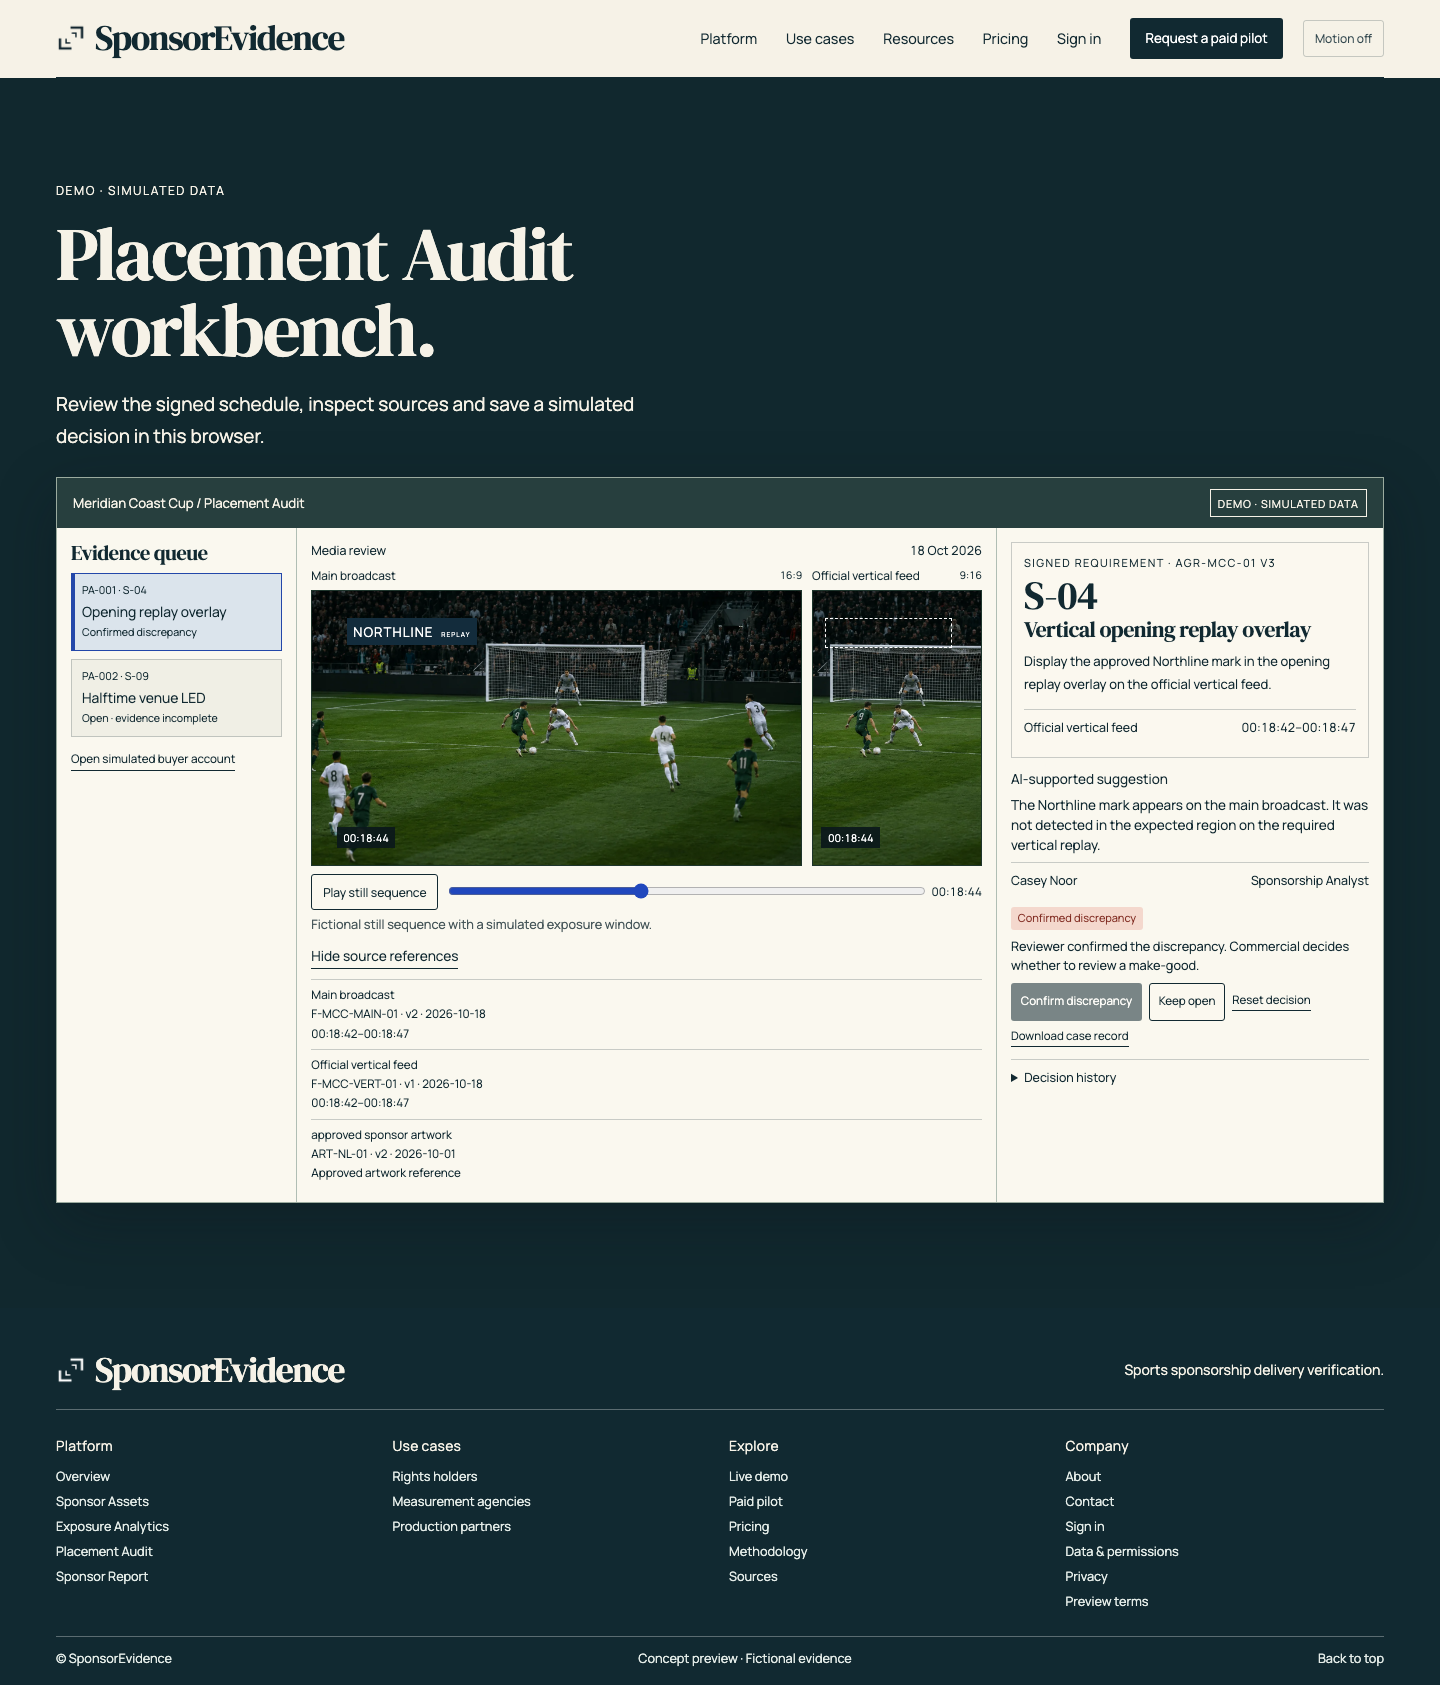 SponsorEvidence
Platform
Use cases
Resources
Pricing
Sign in
Request a paid pilot
Motion off
DEMO · SIMULATED DATA
Placement Audit
workbench.
Review the signed schedule, inspect sources and save a simulated
decision in this browser.
Meridian Coast Cup / Placement Audit
DEMO · SIMULATED DATA
Evidence queue
PA-001 · S-04
Opening replay overlay
Confirmed discrepancy
PA-002 · S-09
Halftime venue LED
Open · evidence incomplete
Open simulated buyer account
Media review
18 Oct 2026
Main broadcast
16:9
Official vertical feed
9:16
NORTHLINE REPLAY
9
4
3
8
7
11
00:18:44
9
00:18:44
Play still sequence
00:18:44
Fictional still sequence with a simulated exposure window.
Hide source references
Main broadcast
F-MCC-MAIN-01 · v2 · 2026-10-18
00:18:42–00:18:47
Official vertical feed
F-MCC-VERT-01 · v1 · 2026-10-18
00:18:42–00:18:47
approved sponsor artwork
ART-NL-01 · v2 · 2026-10-01
Approved artwork reference
SIGNED REQUIREMENT · AGR-MCC-01 V3
S-04
Vertical opening replay overlay
Display the approved Northline mark in the opening
replay overlay on the official vertical feed.
Official vertical feed
00:18:42–00:18:47
AI-supported suggestion
The Northline mark appears on the main broadcast. It was
not detected in the expected region on the required
vertical replay.
Casey Noor
Sponsorship Analyst
Confirmed discrepancy
Reviewer confirmed the discrepancy. Commercial decides
whether to review a make-good.
Confirm discrepancy
Keep open
Reset decision
Download case record
Decision history
SponsorEvidence
Sports sponsorship delivery verification.
Platform
Overview
Sponsor Assets
Exposure Analytics
Placement Audit
Sponsor Report
Use cases
Rights holders
Measurement agencies
Production partners
Explore
Live demo
Paid pilot
Pricing
Methodology
Sources
Company
About
Contact
Sign in
Data & permissions
Privacy
Preview terms
© SponsorEvidence
Concept preview · Fictional evidence
Back to top